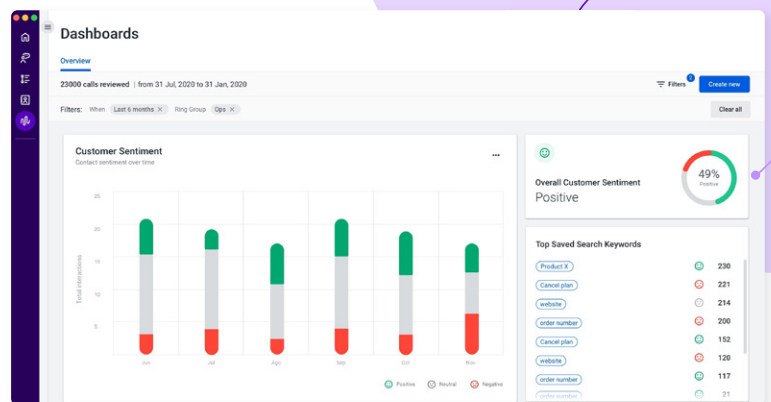 Dashboards
Overview
23000 calls reviewed | from 31 Jul, 2020 to 31 Jan, 2020
Filters 2
Create new
Filters: When Last 6 months × Ring Group Ops ×
Clear all
Customer Sentiment
Contact sentiment over time
Total interactions
25
20
15
10
5
Jun Jul Ago Sep Oct Nov
Positive Neutral Negative
49%
Positive
Overall Customer Sentiment
Positive
Top Saved Search Keywords
Product X 230
Cancel plan 221
website 214
order number 200
Cancel plan 152
website 120
order number 117
21